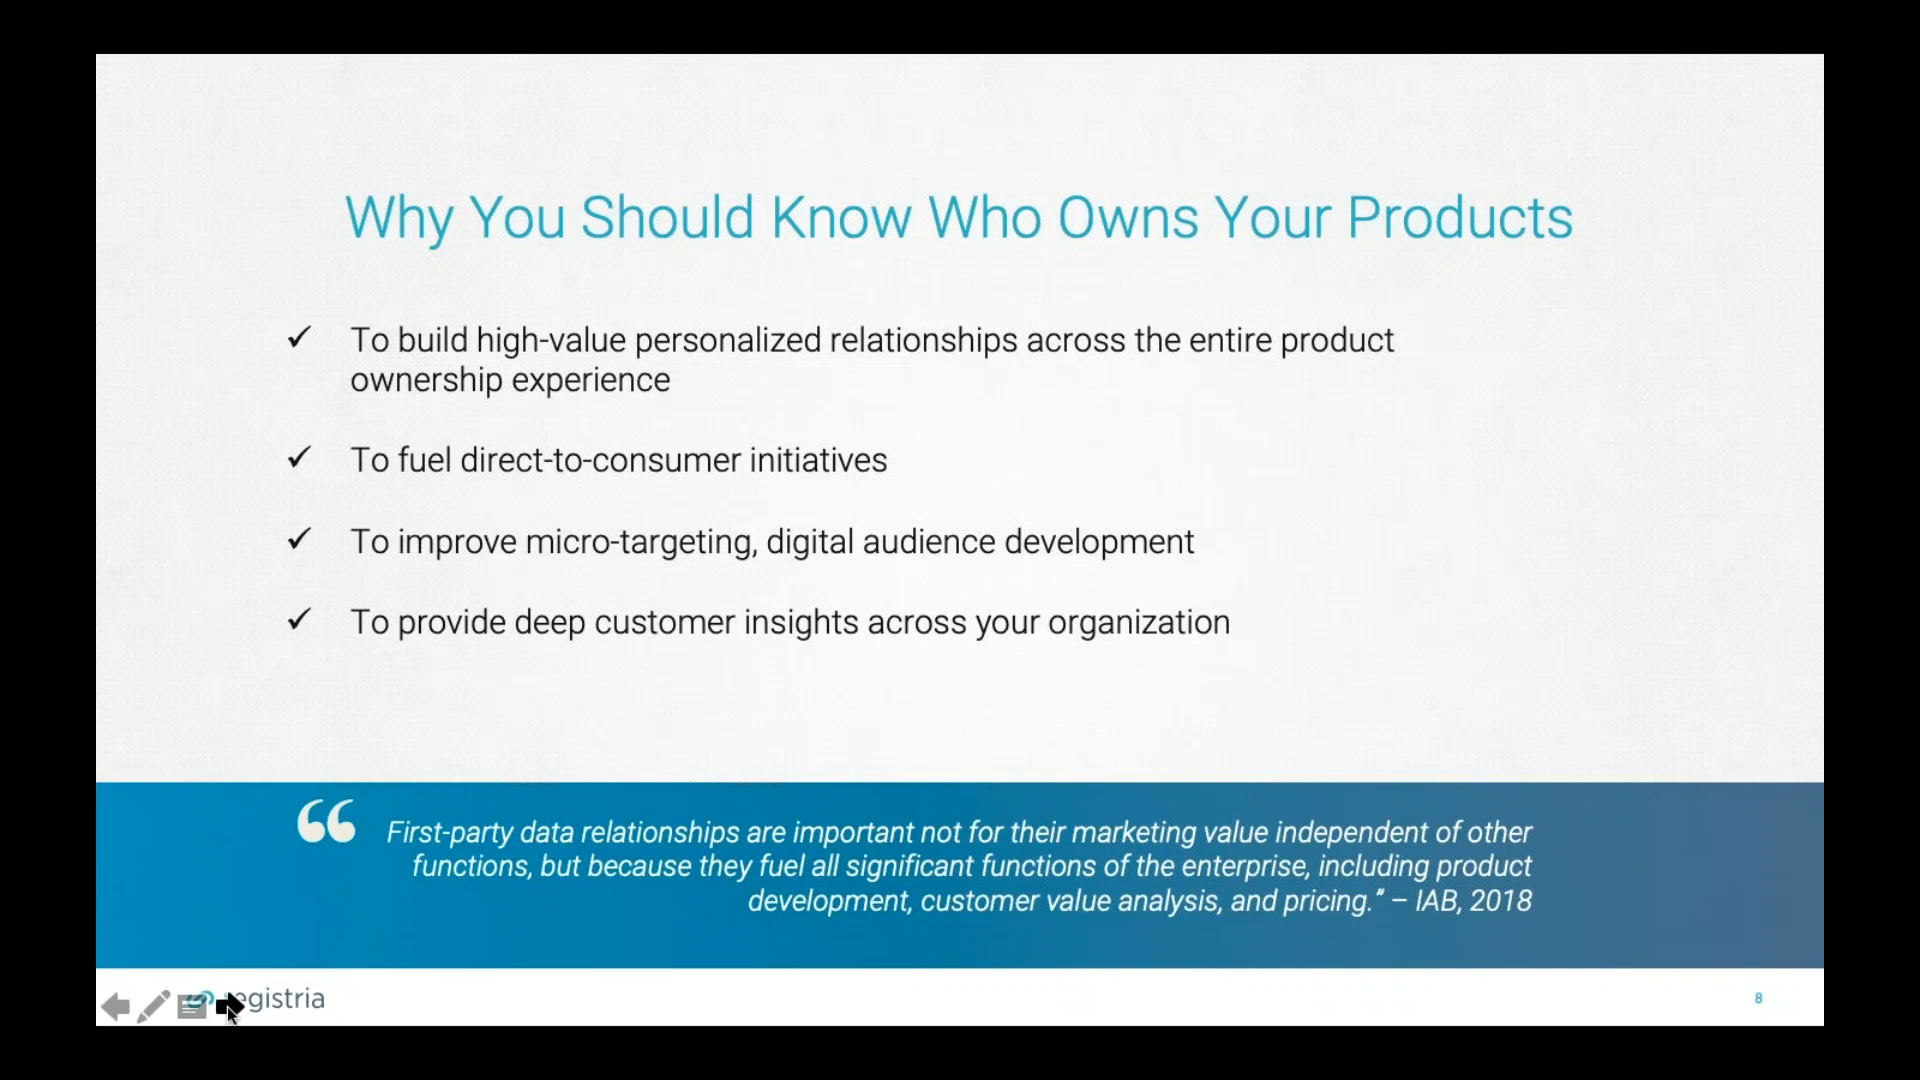 Why You Should Know Who Owns Your Products
✓ To build high-value personalized relationships across the entire product
ownership experience
✓ To fuel direct-to-consumer initiatives
✓ To improve micro-targeting, digital audience development
✓ To provide deep customer insights across your organization
“ First-party data relationships are important not for their marketing value independent of other
functions, but because they fuel all significant functions of the enterprise, including product
development, customer value analysis, and pricing.” – IAB, 2018
registria
8